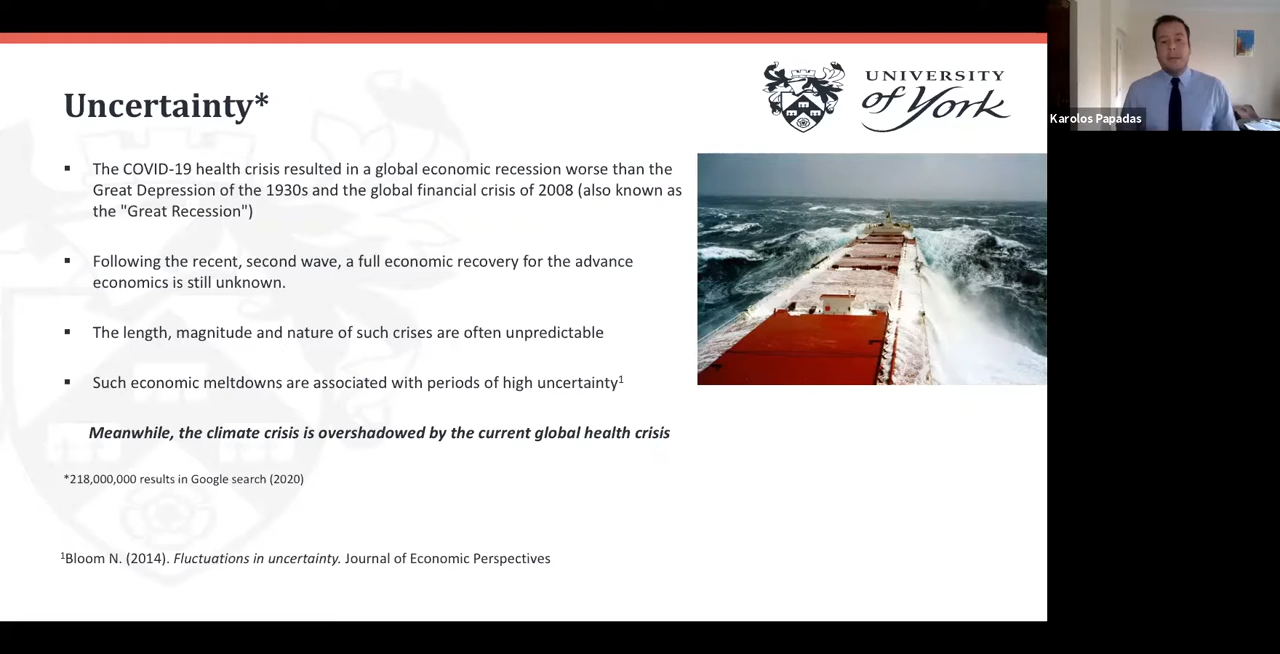 Uncertainty*
UNIVERSITY
of York
Karolos Papadas
▪ The COVID-19 health crisis resulted in a global economic recession worse than the
Great Depression of the 1930s and the global financial crisis of 2008 (also known as
the "Great Recession")
▪ Following the recent, second wave, a full economic recovery for the advance
economics is still unknown.
▪ The length, magnitude and nature of such crises are often unpredictable
▪ Such economic meltdowns are associated with periods of high uncertainty¹
Meanwhile, the climate crisis is overshadowed by the current global health crisis
*218,000,000 results in Google search (2020)
¹Bloom N. (2014). Fluctuations in uncertainty. Journal of Economic Perspectives